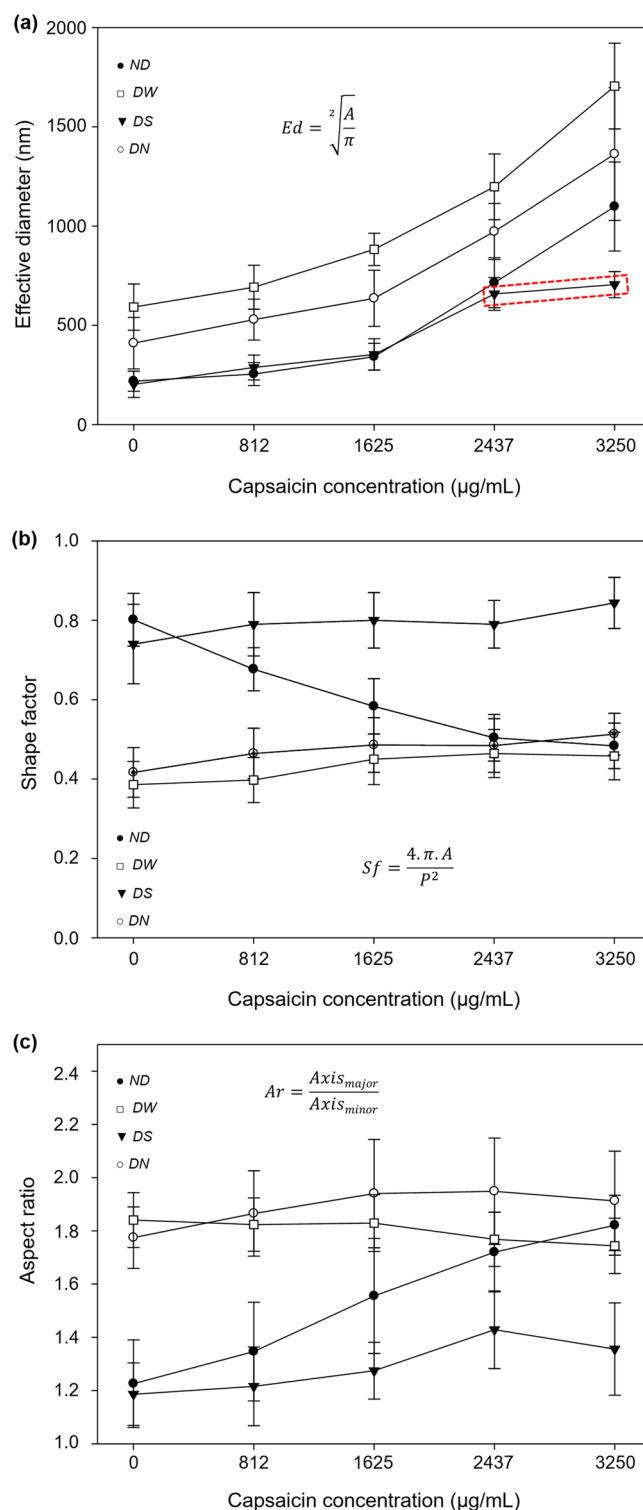 (a)
2000
1500
1000
500
0
Effective diameter (nm)
ND
DW
DS
DN
Ed = ²√(A/π)
0 812 1625 2437 3250
Capsaicin concentration (µg/mL)
(b)
1.0
0.8
0.6
0.4
0.2
0.0
Shape factor
ND
DW
DS
DN
Sf = 4.π.A/P²
0 812 1625 2437 3250
Capsaicin concentration (µg/mL)
(c)
2.4
2.2
2.0
1.8
1.6
1.4
1.2
1.0
Aspect ratio
ND
DW
DS
DN
Ar = Axis_major/Axis_minor
0 812 1625 2437 3250
Capsaicin concentration (µg/mL)